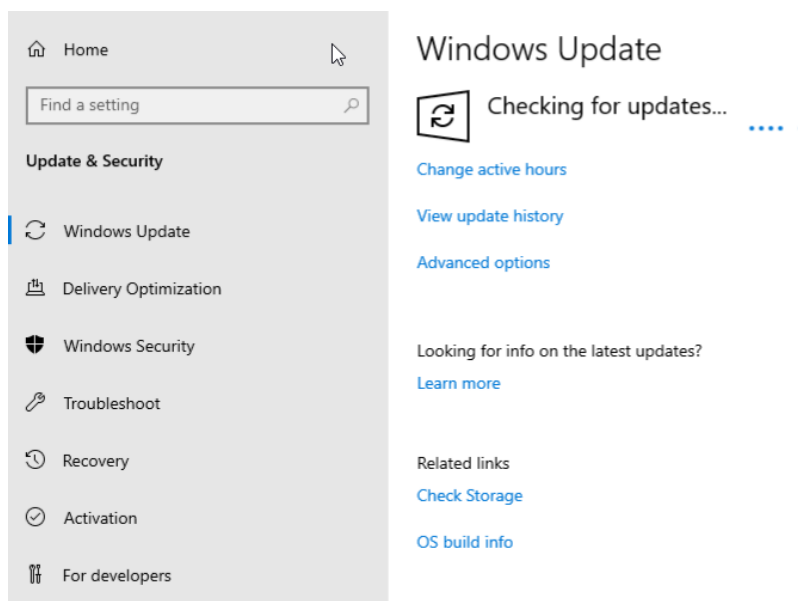 Home
Find a setting
Update & Security
Windows Update
Delivery Optimization
Windows Security
Troubleshoot
Recovery
Activation
For developers
Windows Update
Checking for updates...
Change active hours
View update history
Advanced options
Looking for info on the latest updates?
Learn more
Related links
Check Storage
OS build info